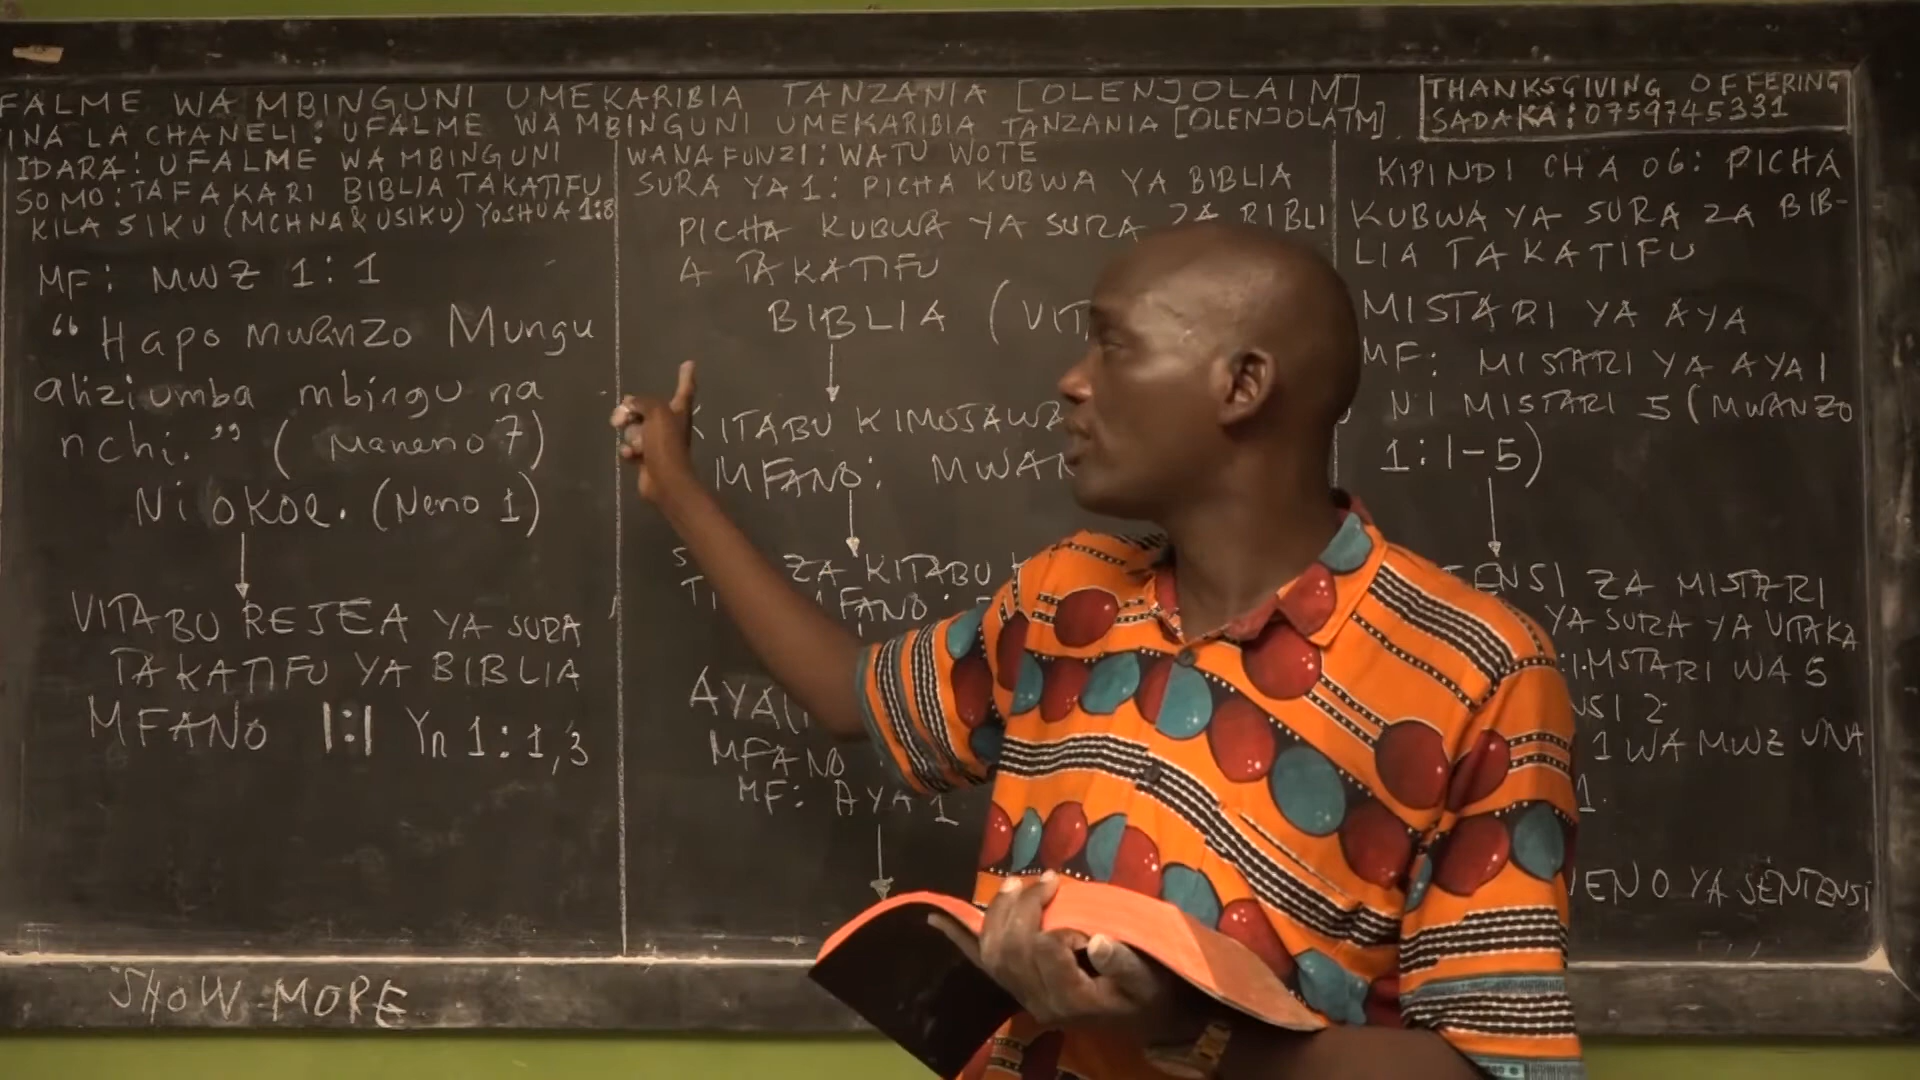 FALME WA MBINGUNI UMEKARIBIA TANZANIA [OLENJOLAIM]
INA LA CHANELI: UFALME WA MBINGUNI UMEKARIBIA TANZANIA [OLENJOLAIM]
THANKSGIVING OFFERING
SADAKA: 0759745331
IDARA: UFALME WA MBINGUNI
SOMO: TAFAKARI BIBLIA TAKATIFU
KILA SIKU (MCHNA & USIKU) YOSHUA 1:8
MF: MWZ 1:1
“Hapo mwanzo Mungu
aliziumba mbingu na
nchi.” (Maneno 7)
Ni OKOE. (Neno 1)
VITABU REJEA YA SURA
TAKATIFU YA BIBLIA
MFANO 1:1 Yn 1:1,3
WANAFUNZI: WATU WOTE
SURA YA 1: PICHA KUBWA YA BIBLIA
PICHA KUBWA YA SURA ZA BIBLI
A TAKATIFU
BIBLIA (VIT
KITABU KIMOJAWA
MFANO: MWAN
ZA KITABU
MFANO:
AYA
MFANO
MF: AYA 1
KIPINDI CHA 06: PICHA
KUBWA YA SURA ZA BIB-
LIA TAKATIFU
MISTARI YA AYA
MF: MISTARI YA AYA 1
NI MISTARI 5 (MWANZO
1:1-5)
ENSI ZA MISTARI
YA SURA YA UTAKA
MSTARI WA 5
NSI 2
1 WA MWZ UNA
1.
ENO YA SENTENSI
SHOW MORE